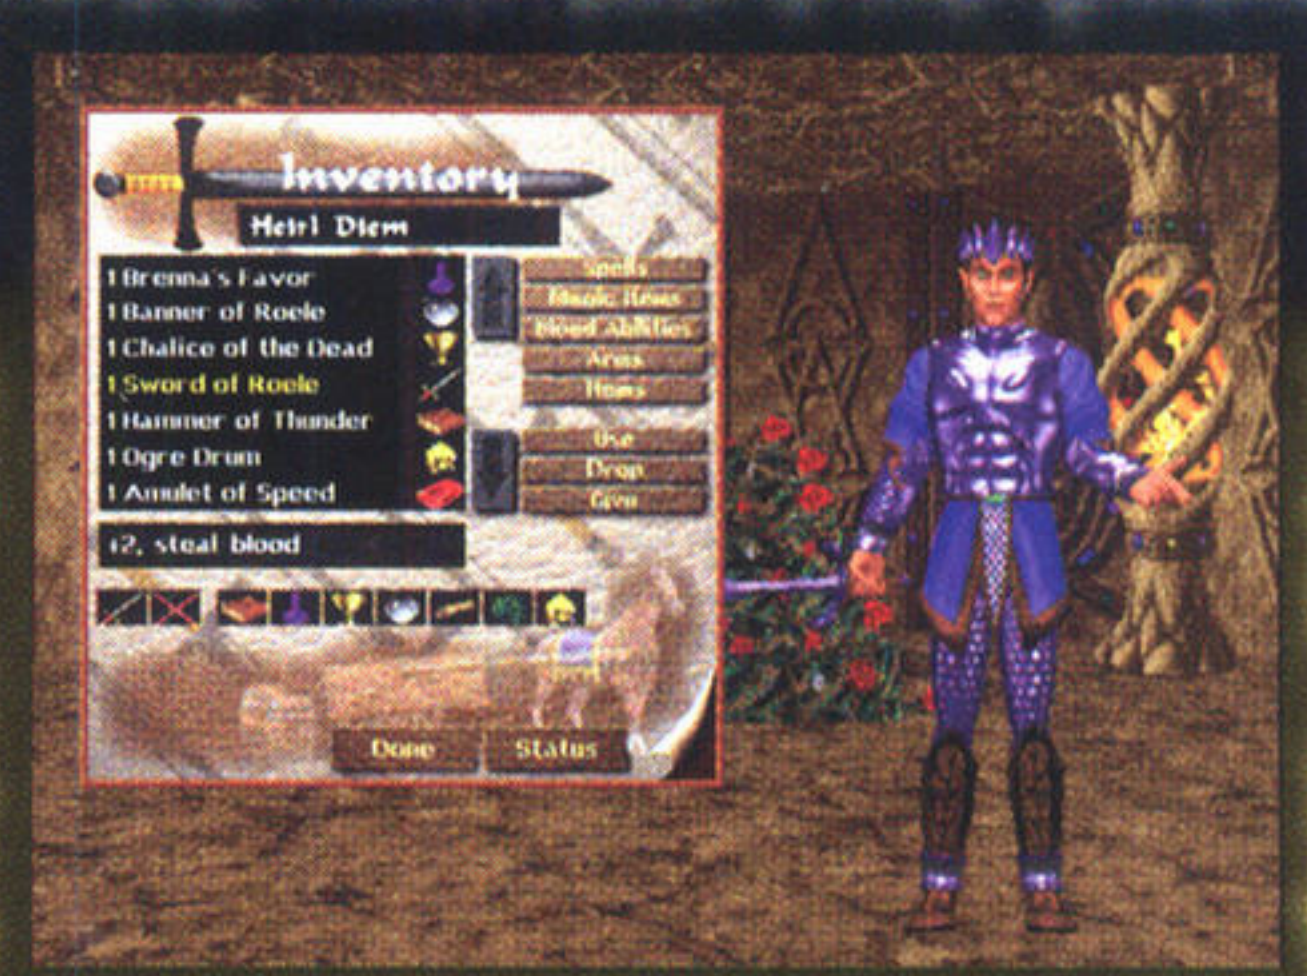 Inventory
Heirl Diem
1 Brenna's Favor
1 Banner of Roele
1 Chalice of the Dead
1 Sword of Roele
1 Hammer of Thunder
1 Ogre Drum
1 Amulet of Speed
Spells
Magic Items
Blood Abilities
Arms
Items
Use
Drop
Give
+2, steal blood
Done
Status